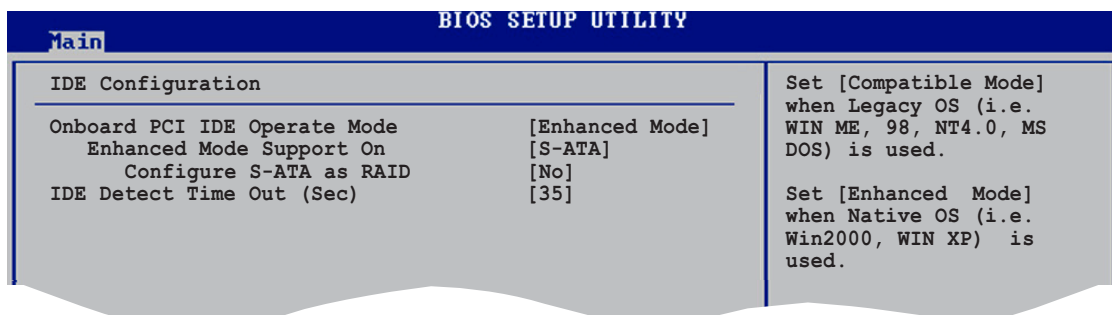 BIOS SETUP UTILITY
Main
IDE Configuration
Onboard PCI IDE Operate Mode [Enhanced Mode]
Enhanced Mode Support On [S-ATA]
Configure S-ATA as RAID [No]
IDE Detect Time Out (Sec) [35]
Set [Compatible Mode]
when Legacy OS (i.e.
WIN ME, 98, NT4.0, MS
DOS) is used.
Set [Enhanced Mode]
when Native OS (i.e.
Win2000, WIN XP) is
used.